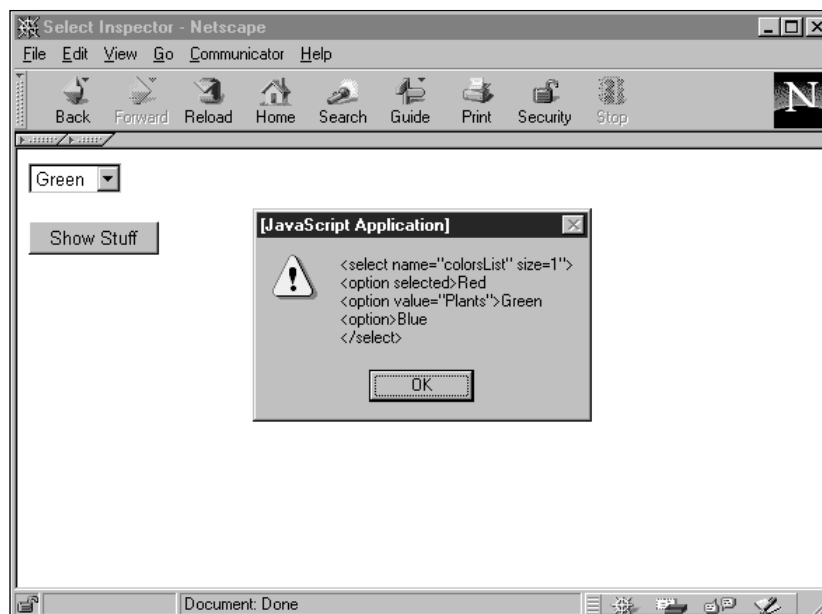 Select Inspector - Netscape
File Edit View Go Communicator Help
Back Forward Reload Home Search Guide Print Security Stop
N
Green
Show Stuff
[JavaScript Application]
<select name="colorsList" size=1">
<option selected>Red
<option value="Plants">Green
<option>Blue
</select>
OK
Document: Done